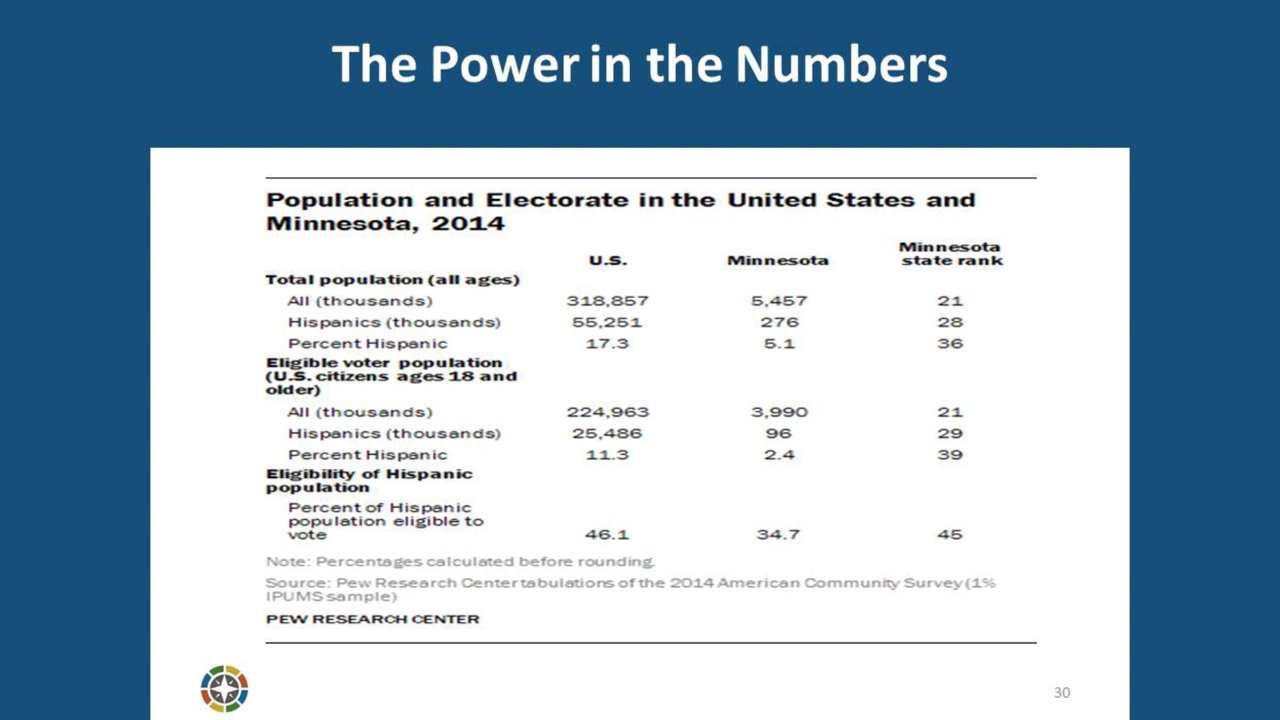 The Power in the Numbers
Population and Electorate in the United States and
Minnesota, 2014
U.S. Minnesota Minnesota state rank
Total population (all ages)
All (thousands) 318,857 5,457 21
Hispanics (thousands) 55,251 276 28
Percent Hispanic 17.3 5.1 36
Eligible voter population
(U.S. citizens ages 18 and
older)
All (thousands) 224,963 3,990 21
Hispanics (thousands) 25,486 96 29
Percent Hispanic 11.3 2.4 39
Eligibility of Hispanic
population
Percent of Hispanic
population eligible to
vote 46.1 34.7 45
Note: Percentages calculated before rounding.
Source: Pew Research Center tabulations of the 2014 American Community Survey (1%
IPUMS sample)
PEW RESEARCH CENTER
30